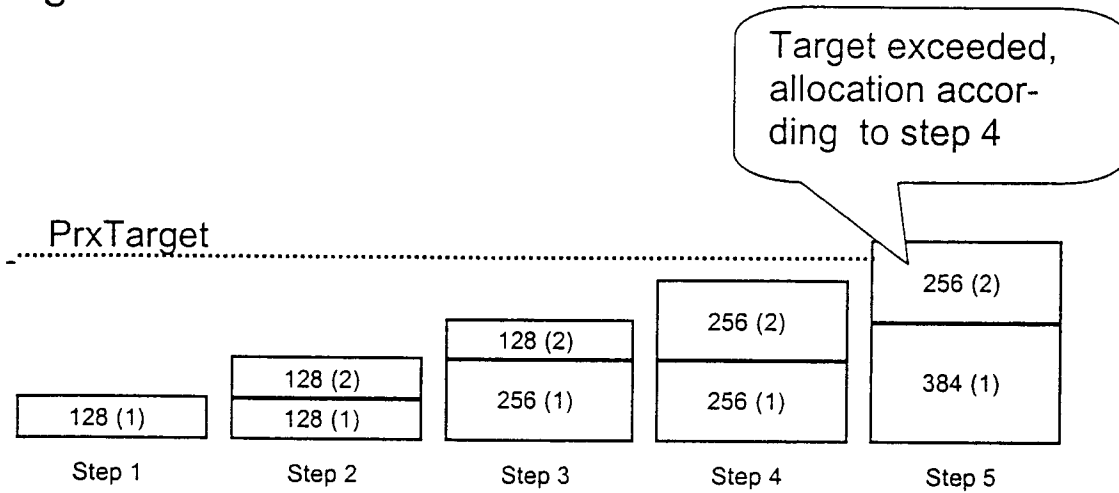 Target exceeded,
allocation accor-
ding to step 4
PrxTarget
256 (2)
384 (1)
256 (2)
256 (1)
128 (2)
256 (1)
128 (2)
128 (1)
128 (1)
Step 1
Step 2
Step 3
Step 4
Step 5